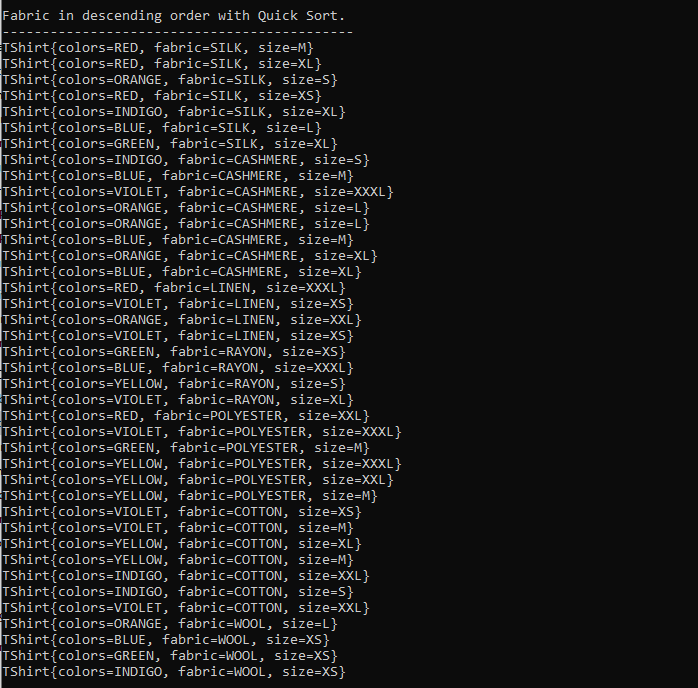 Fabric in descending order with Quick Sort.
--------------------------------------------
TShirt{colors=RED, fabric=SILK, size=M}
TShirt{colors=RED, fabric=SILK, size=XL}
TShirt{colors=ORANGE, fabric=SILK, size=S}
TShirt{colors=RED, fabric=SILK, size=XS}
TShirt{colors=INDIGO, fabric=SILK, size=XL}
TShirt{colors=BLUE, fabric=SILK, size=L}
TShirt{colors=GREEN, fabric=SILK, size=XL}
TShirt{colors=INDIGO, fabric=CASHMERE, size=S}
TShirt{colors=BLUE, fabric=CASHMERE, size=M}
TShirt{colors=VIOLET, fabric=CASHMERE, size=XXXL}
TShirt{colors=ORANGE, fabric=CASHMERE, size=L}
TShirt{colors=ORANGE, fabric=CASHMERE, size=L}
TShirt{colors=BLUE, fabric=CASHMERE, size=M}
TShirt{colors=ORANGE, fabric=CASHMERE, size=XL}
TShirt{colors=BLUE, fabric=CASHMERE, size=XL}
TShirt{colors=RED, fabric=LINEN, size=XXXL}
TShirt{colors=VIOLET, fabric=LINEN, size=XS}
TShirt{colors=ORANGE, fabric=LINEN, size=XXL}
TShirt{colors=VIOLET, fabric=LINEN, size=XS}
TShirt{colors=GREEN, fabric=RAYON, size=XS}
TShirt{colors=BLUE, fabric=RAYON, size=XXXL}
TShirt{colors=YELLOW, fabric=RAYON, size=S}
TShirt{colors=VIOLET, fabric=RAYON, size=XL}
TShirt{colors=RED, fabric=POLYESTER, size=XXL}
TShirt{colors=VIOLET, fabric=POLYESTER, size=XXXL}
TShirt{colors=GREEN, fabric=POLYESTER, size=M}
TShirt{colors=YELLOW, fabric=POLYESTER, size=XXXL}
TShirt{colors=YELLOW, fabric=POLYESTER, size=XXL}
TShirt{colors=YELLOW, fabric=POLYESTER, size=M}
TShirt{colors=VIOLET, fabric=COTTON, size=XS}
TShirt{colors=VIOLET, fabric=COTTON, size=M}
TShirt{colors=YELLOW, fabric=COTTON, size=XL}
TShirt{colors=YELLOW, fabric=COTTON, size=M}
TShirt{colors=INDIGO, fabric=COTTON, size=XXL}
TShirt{colors=INDIGO, fabric=COTTON, size=S}
TShirt{colors=VIOLET, fabric=COTTON, size=XXL}
TShirt{colors=ORANGE, fabric=WOOL, size=L}
TShirt{colors=BLUE, fabric=WOOL, size=XS}
TShirt{colors=GREEN, fabric=WOOL, size=XS}
TShirt{colors=INDIGO, fabric=WOOL, size=XS}